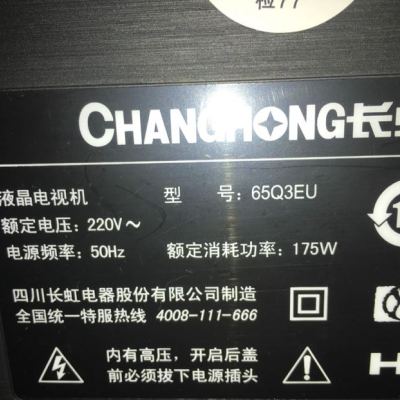 检77
CHANGHONG长虹
液晶电视机 型 号:65Q3EU
额定电压:220V~
电源频率:50Hz 额定消耗功率:175W
四川长虹电器股份有限公司制造
全国统一特服热线 4008-111-666
内有高压,开启后盖
前必须拔下电源插头
H